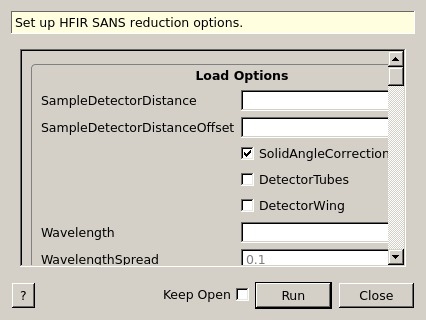 Set up HFIR SANS reduction options.
Load Options
SampleDetectorDistance
SampleDetectorDistanceOffset
SolidAngleCorrection
DetectorTubes
DetectorWing
Wavelength
WavelengthSpread 0.1
? Keep Open Run Close